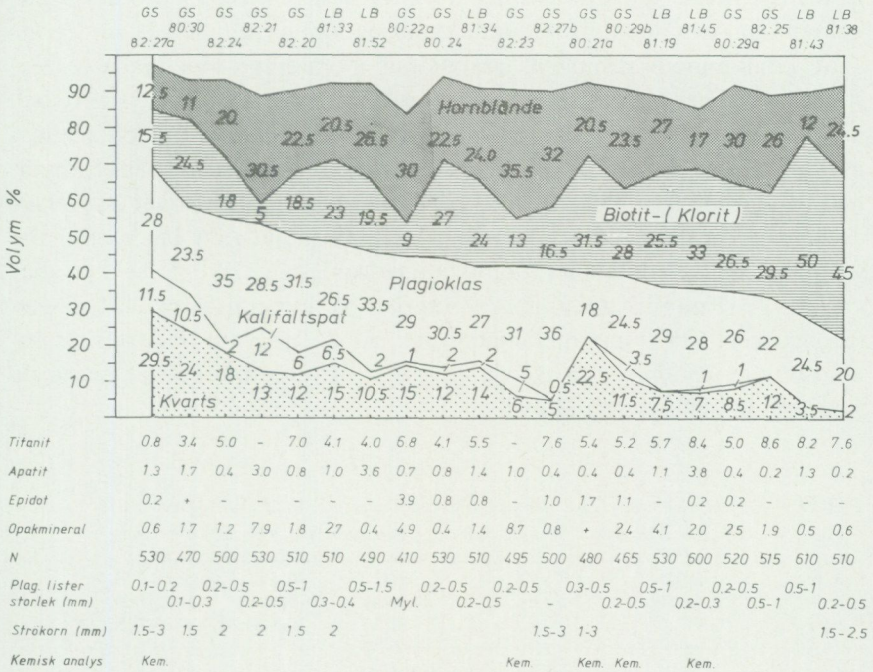 GS GS GS GS GS LB LB GS GS LB GS GS GS GS LB LB GS GS LB LB
80:30 82:21 81:33 80:22a 81:34 82:27b 80:29b 81:45 82:25 81:38
82:27a 82:24 82:20 81:52 80:24 82:23 80:21a 81:19 80:29a 81:43
Volym %
90
80
70
60
50
40
30
20
10
Hornblände
12.5 11 20 30.5 22.5 20.5 26.5 30 22.5 24.0 35.5 32 20.5 23.5 27 17 30 26 12 24.5
Biotit-(Klorit)
15.5 24.5 18 5 18.5 23 19.5 9 27 24 13 16.5 31.5 28 25.5 33 26.5 29.5 50 45
Plagioklas
28 23.5 35 28.5 31.5 26.5 33.5 29 30.5 27 31 36 18 24.5 29 28 26 22 24.5 20
Kalifältspat
11.5 10.5 2 12 6 6.5 2 1 2 2 5 0.5 3.5 1 1
Kvarts
29.5 24 18 13 12 15 10.5 15 12 14 6 5 22.5 11.5 7.5 7 8.5 12 3.5 2
Titanit 0.8 3.4 5.0 - 7.0 4.1 4.0 6.8 4.1 5.5 - 7.6 5.4 5.2 5.7 8.4 5.0 8.6 8.2 7.6
Apatit 1.3 1.7 0.4 3.0 0.8 1.0 3.6 0.7 0.8 1.4 1.0 0.4 0.4 0.4 1.1 3.8 0.4 0.2 1.3 0.2
Epidot 0.2 + - - - - - 3.9 0.8 0.8 - 1.0 1.7 1.1 - 0.2 0.2 - - -
Opakmineral 0.6 1.7 1.2 7.9 1.8 2.7 0.4 4.9 0.4 1.4 8.7 0.8 + 2.4 4.1 2.0 2.5 1.9 0.5 0.6
N 530 470 500 530 510 510 490 410 530 510 495 500 480 465 530 600 520 515 610 510
Plag. lister 0.1-0.2 0.2-0.5 0.5-1 0.5-1.5 0.2-0.5 0.2-0.5 0.3-0.5 0.5-1 0.2-0.5 0.5-1
storlek (mm) 0.1-0.3 0.2-0.5 0.3-0.4 Myl. 0.2-0.5 - 0.2-0.5 0.2-0.3 0.5-1 0.2-0.5
Strökorn (mm) 1.5-3 1.5 2 2 1.5 2 1.5-3 1-3 1.5-2.5
Kemisk analys Kem. Kem. Kem. Kem. Kem.